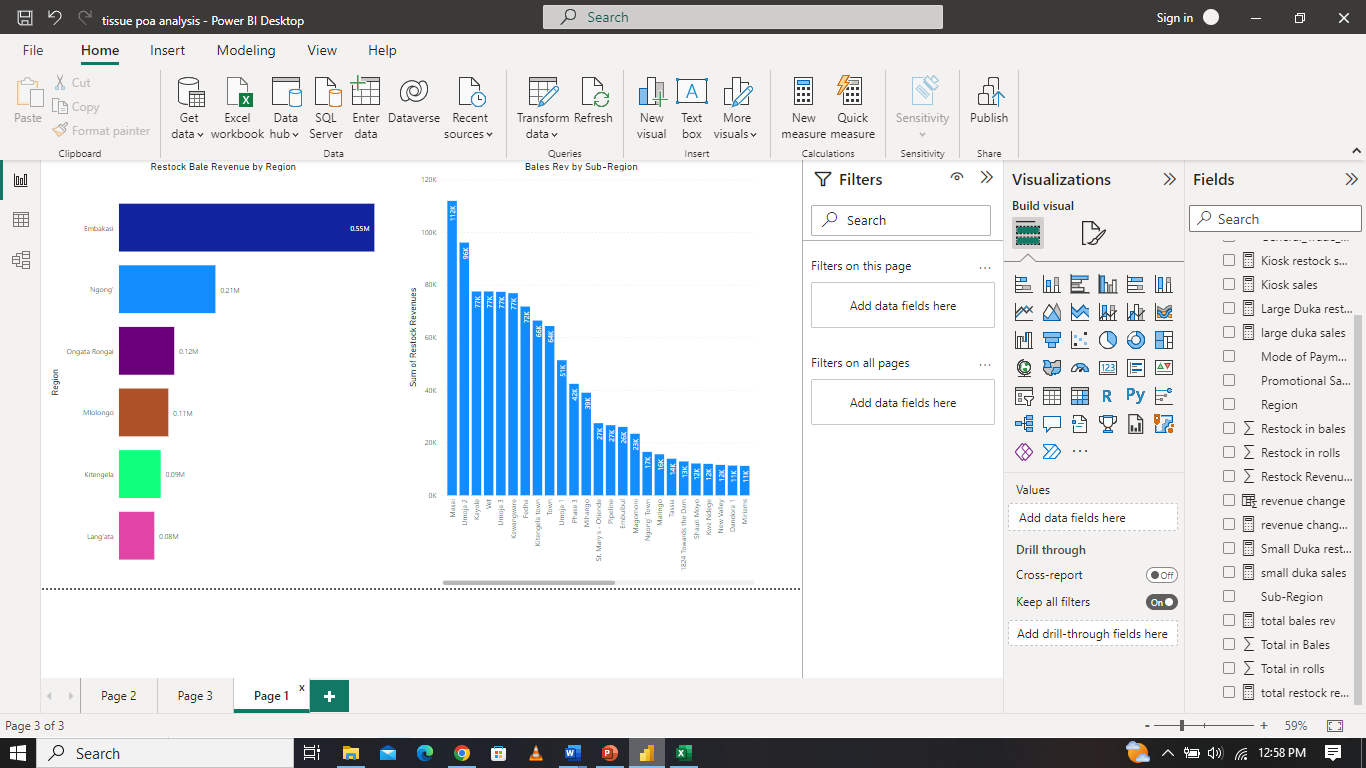 tissue poa analysis - Power BI Desktop
Search
Sign in
File Home Insert Modeling View Help
Paste
Cut
Copy
Format painter
Clipboard
Get data
Excel workbook
Data hub
SQL Server
Enter data
Dataverse
Recent sources
Data
Transform data
Refresh
Queries
New visual
Text box
A
More visuals
Insert
New measure
Quick measure
Calculations
Sensitivity
Sensitivity
Publish
Share
Restock Bale Revenue by Region
Region
Embakasi 0.55M
Ngong' 0.21M
Ongata Rongai 0.12M
Mlolongo 0.11M
Kitengela 0.09M
Lang'ata 0.08M
Bales Rev by Sub-Region
Sum of Restock Revenues
120K
100K
80K
60K
40K
20K
0K
112K 96K 77K 77K 77K 77K 72K 66K 64K 51K 42K 39K 27K 27K 26K 23K 17K 16K 14K 13K 12K 12K 12K 11K 11K
Masai
Umoja 2
Kayole
Vet
Umoja 3
Kawangware
Fedha
Kitengela town
Town
Umoja 1
Phase 3
Mihango
St. Mary's - Otiende
Pipeline
Embulbul
Magomoni
Ngong' Town
Maringo
Tassia
1824 Towards the Dam
Shauri Moyo
Kwa Ndege
New Valley
Dandora 1
Miriams
Filters
Search
Filters on this page ...
Add data fields here
Filters on all pages ...
Add data fields here
Visualizations
Build visual
123
R
Py
...
Values
Add data fields here
Drill through
Cross-report Off
Keep all filters On
Add drill-through fields here
Fields
Search
Kiosk restock s...
Kiosk sales
Large Duka rest...
large duka sales
Mode of Paym...
Promotional Sa...
Region
Restock in bales
Restock in rolls
Restock Revenu...
revenue change
revenue chang...
Small Duka rest...
small duka sales
Sub-Region
total bales rev
Total in Bales
Total in rolls
total restock re...
Page 2 Page 3 Page 1 x +
Page 3 of 3
- + 59%
Search
12:58 PM